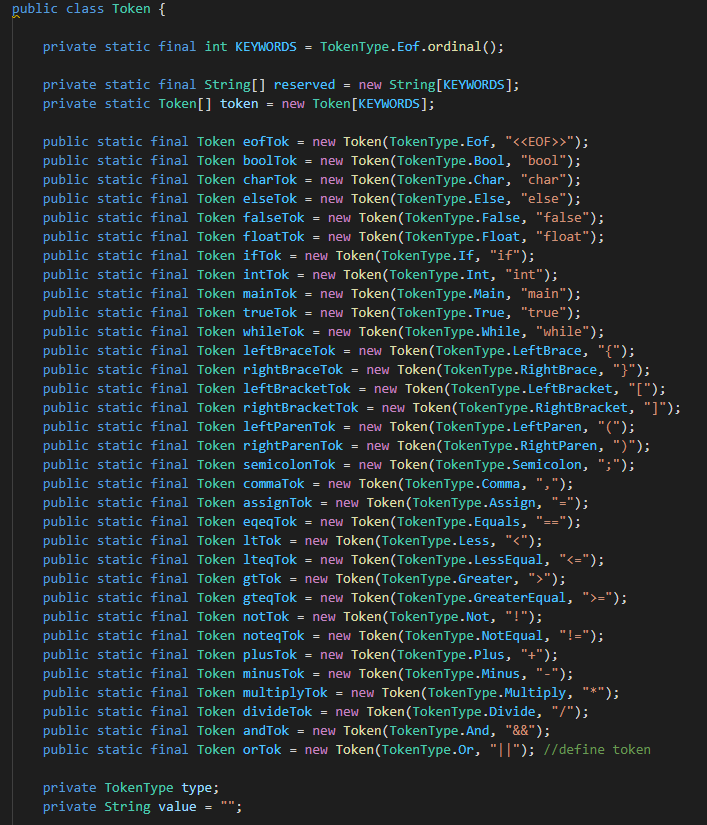 public class Token {
private static final int KEYWORDS = TokenType.Eof.ordinal();
private static final String[] reserved = new String[KEYWORDS];
private static Token[] token = new Token[KEYWORDS];
public static final Token eofTok = new Token(TokenType.Eof, "<<EOF>>");
public static final Token boolTok = new Token(TokenType.Bool, "bool");
public static final Token charTok = new Token(TokenType.Char, "char");
public static final Token elseTok = new Token(TokenType.Else, "else");
public static final Token falseTok = new Token(TokenType.False, "false");
public static final Token floatTok = new Token(TokenType.Float, "float");
public static final Token ifTok = new Token(TokenType.If, "if");
public static final Token intTok = new Token(TokenType.Int, "int");
public static final Token mainTok = new Token(TokenType.Main, "main");
public static final Token trueTok = new Token(TokenType.True, "true");
public static final Token whileTok = new Token(TokenType.While, "while");
public static final Token leftBraceTok = new Token(TokenType.LeftBrace, "{");
public static final Token rightBraceTok = new Token(TokenType.RightBrace, "}");
public static final Token leftBracketTok = new Token(TokenType.LeftBracket, "[");
public static final Token rightBracketTok = new Token(TokenType.RightBracket, "]");
public static final Token leftParenTok = new Token(TokenType.LeftParen, "(");
public static final Token rightParenTok = new Token(TokenType.RightParen, ")");
public static final Token semicolonTok = new Token(TokenType.Semicolon, ";");
public static final Token commaTok = new Token(TokenType.Comma, ",");
public static final Token assignTok = new Token(TokenType.Assign, "=");
public static final Token eqeqTok = new Token(TokenType.Equals, "==");
public static final Token ltTok = new Token(TokenType.Less, "<");
public static final Token lteqTok = new Token(TokenType.LessEqual, "<=");
public static final Token gtTok = new Token(TokenType.Greater, ">");
public static final Token gteqTok = new Token(TokenType.GreaterEqual, ">=");
public static final Token notTok = new Token(TokenType.Not, "!");
public static final Token noteqTok = new Token(TokenType.NotEqual, "!=");
public static final Token plusTok = new Token(TokenType.Plus, "+");
public static final Token minusTok = new Token(TokenType.Minus, "-");
public static final Token multiplyTok = new Token(TokenType.Multiply, "*");
public static final Token divideTok = new Token(TokenType.Divide, "/");
public static final Token andTok = new Token(TokenType.And, "&&");
public static final Token orTok = new Token(TokenType.Or, "||"); //define token
private TokenType type;
private String value = "";